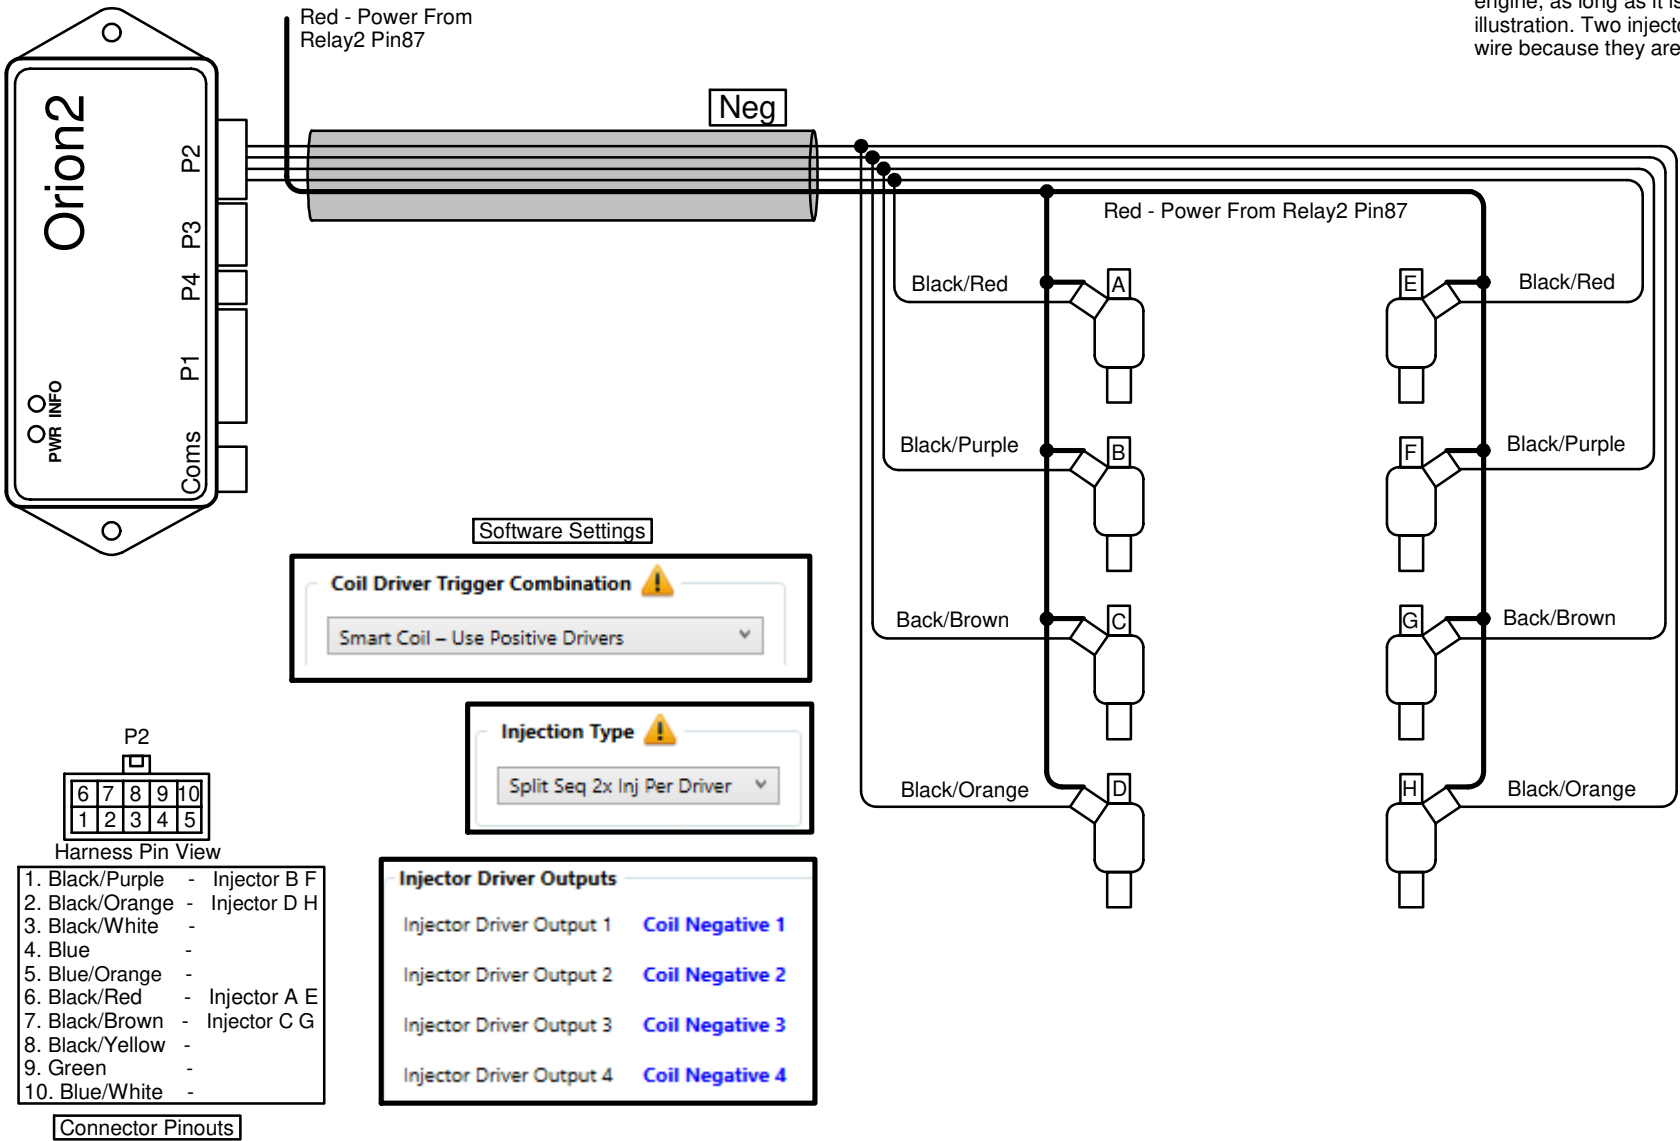 Red - Power From
Relay2 Pin87
engine, as long as it is
illustration. Two
wire because they are
Neg
Orion2
P2
P3
P4
P1
Coms
INFO
PWR
Red - Power From Relay2 Pin87
Black/Red
A
E
Black/Red
Black/Purple
B
F
Black/Purple
Back/Brown
C
G
Back/Brown
Black/Orange
D
H
Black/Orange
Software Settings
Coil Driver Trigger Combination
Smart Coil – Use Positive Drivers
Injection Type
Split Seq 2x Inj Per Driver
Injector Driver Outputs
Injector Driver Output 1 Coil Negative 1
Injector Driver Output 2 Coil Negative 2
Injector Driver Output 3 Coil Negative 3
Injector Driver Output 4 Coil Negative 4
P2
6 7 8 9 10
1 2 3 4 5
Harness Pin View
1. Black/Purple - Injector B F
2. Black/Orange - Injector D H
3. Black/White -
4. Blue -
5. Blue/Orange -
6. Black/Red - Injector A E
7. Black/Brown - Injector C G
8. Black/Yellow -
9. Green -
10. Blue/White -
Connector Pinouts